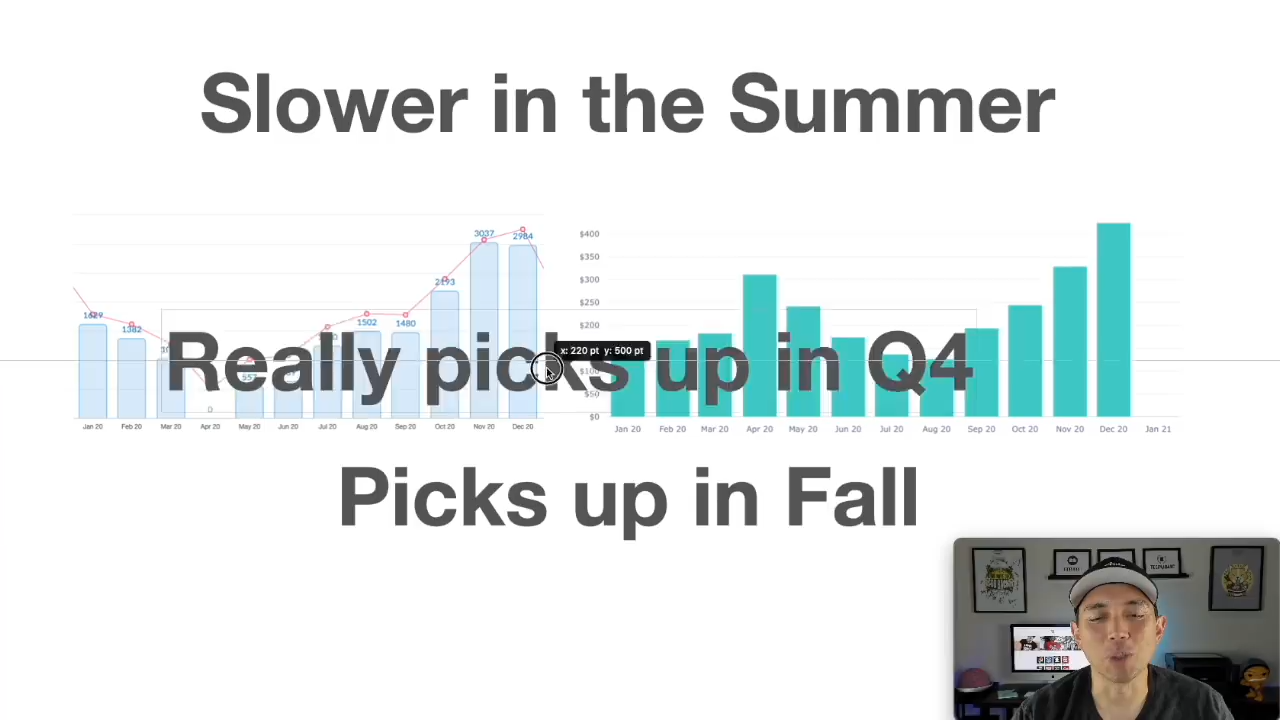 Slower in the Summer
3037
2984
2193
1629
1382
1502
1480
557
0
Jan 20 Feb 20 Mar 20 Apr 20 May 20 Jun 20 Jul 20 Aug 20 Sep 20 Oct 20 Nov 20 Dec 20
$400
$350
$300
$250
$200
$50
$0
Jan 20 Feb 20 Mar 20 Apr 20 May 20 Jun 20 Jul 20 Aug 20 Sep 20 Oct 20 Nov 20 Dec 20 Jan 21
Really picks up in Q4
x: 220 pt y: 500 pt
Picks up in Fall